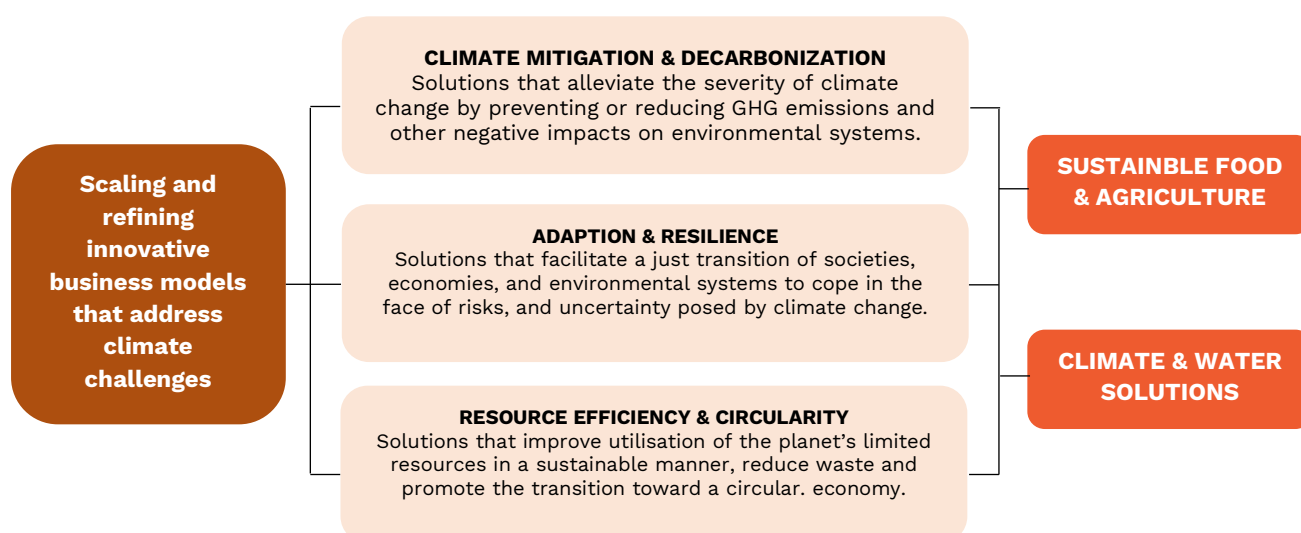 Scaling and
refining
innovative
business models
that address
climate
challenges
CLIMATE MITIGATION & DECARBONIZATION
Solutions that alleviate the severity of climate
change by preventing or reducing GHG emissions and
other negative impacts on environmental systems.
ADAPTION & RESILIENCE
Solutions that facilitate a just transition of societies,
economies, and environmental systems to cope in the
face of risks, and uncertainty posed by climate change.
RESOURCE EFFICIENCY & CIRCULARITY
Solutions that improve utilisation of the planet’s limited
resources in a sustainable manner, reduce waste and
promote the transition toward a circular. economy.
SUSTAINBLE FOOD
& AGRICULTURE
CLIMATE & WATER
SOLUTIONS